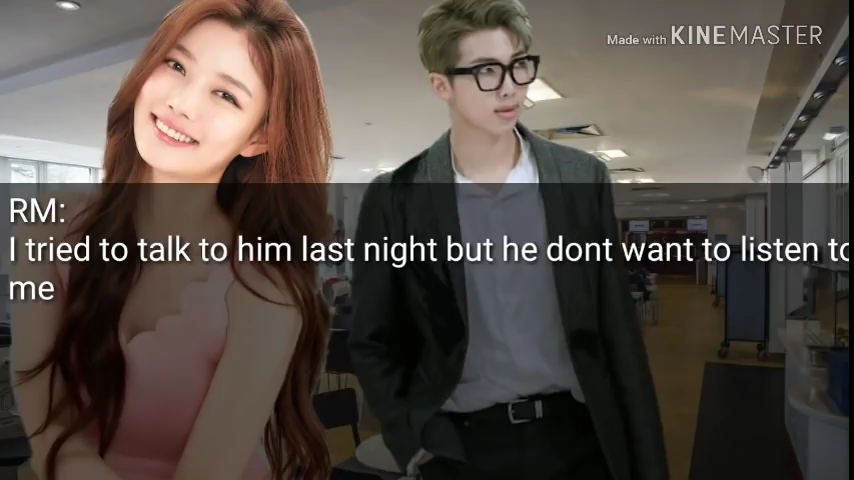 Made with KINEMASTER
RM:
I tried to talk to him last night but he dont want to listen to
me